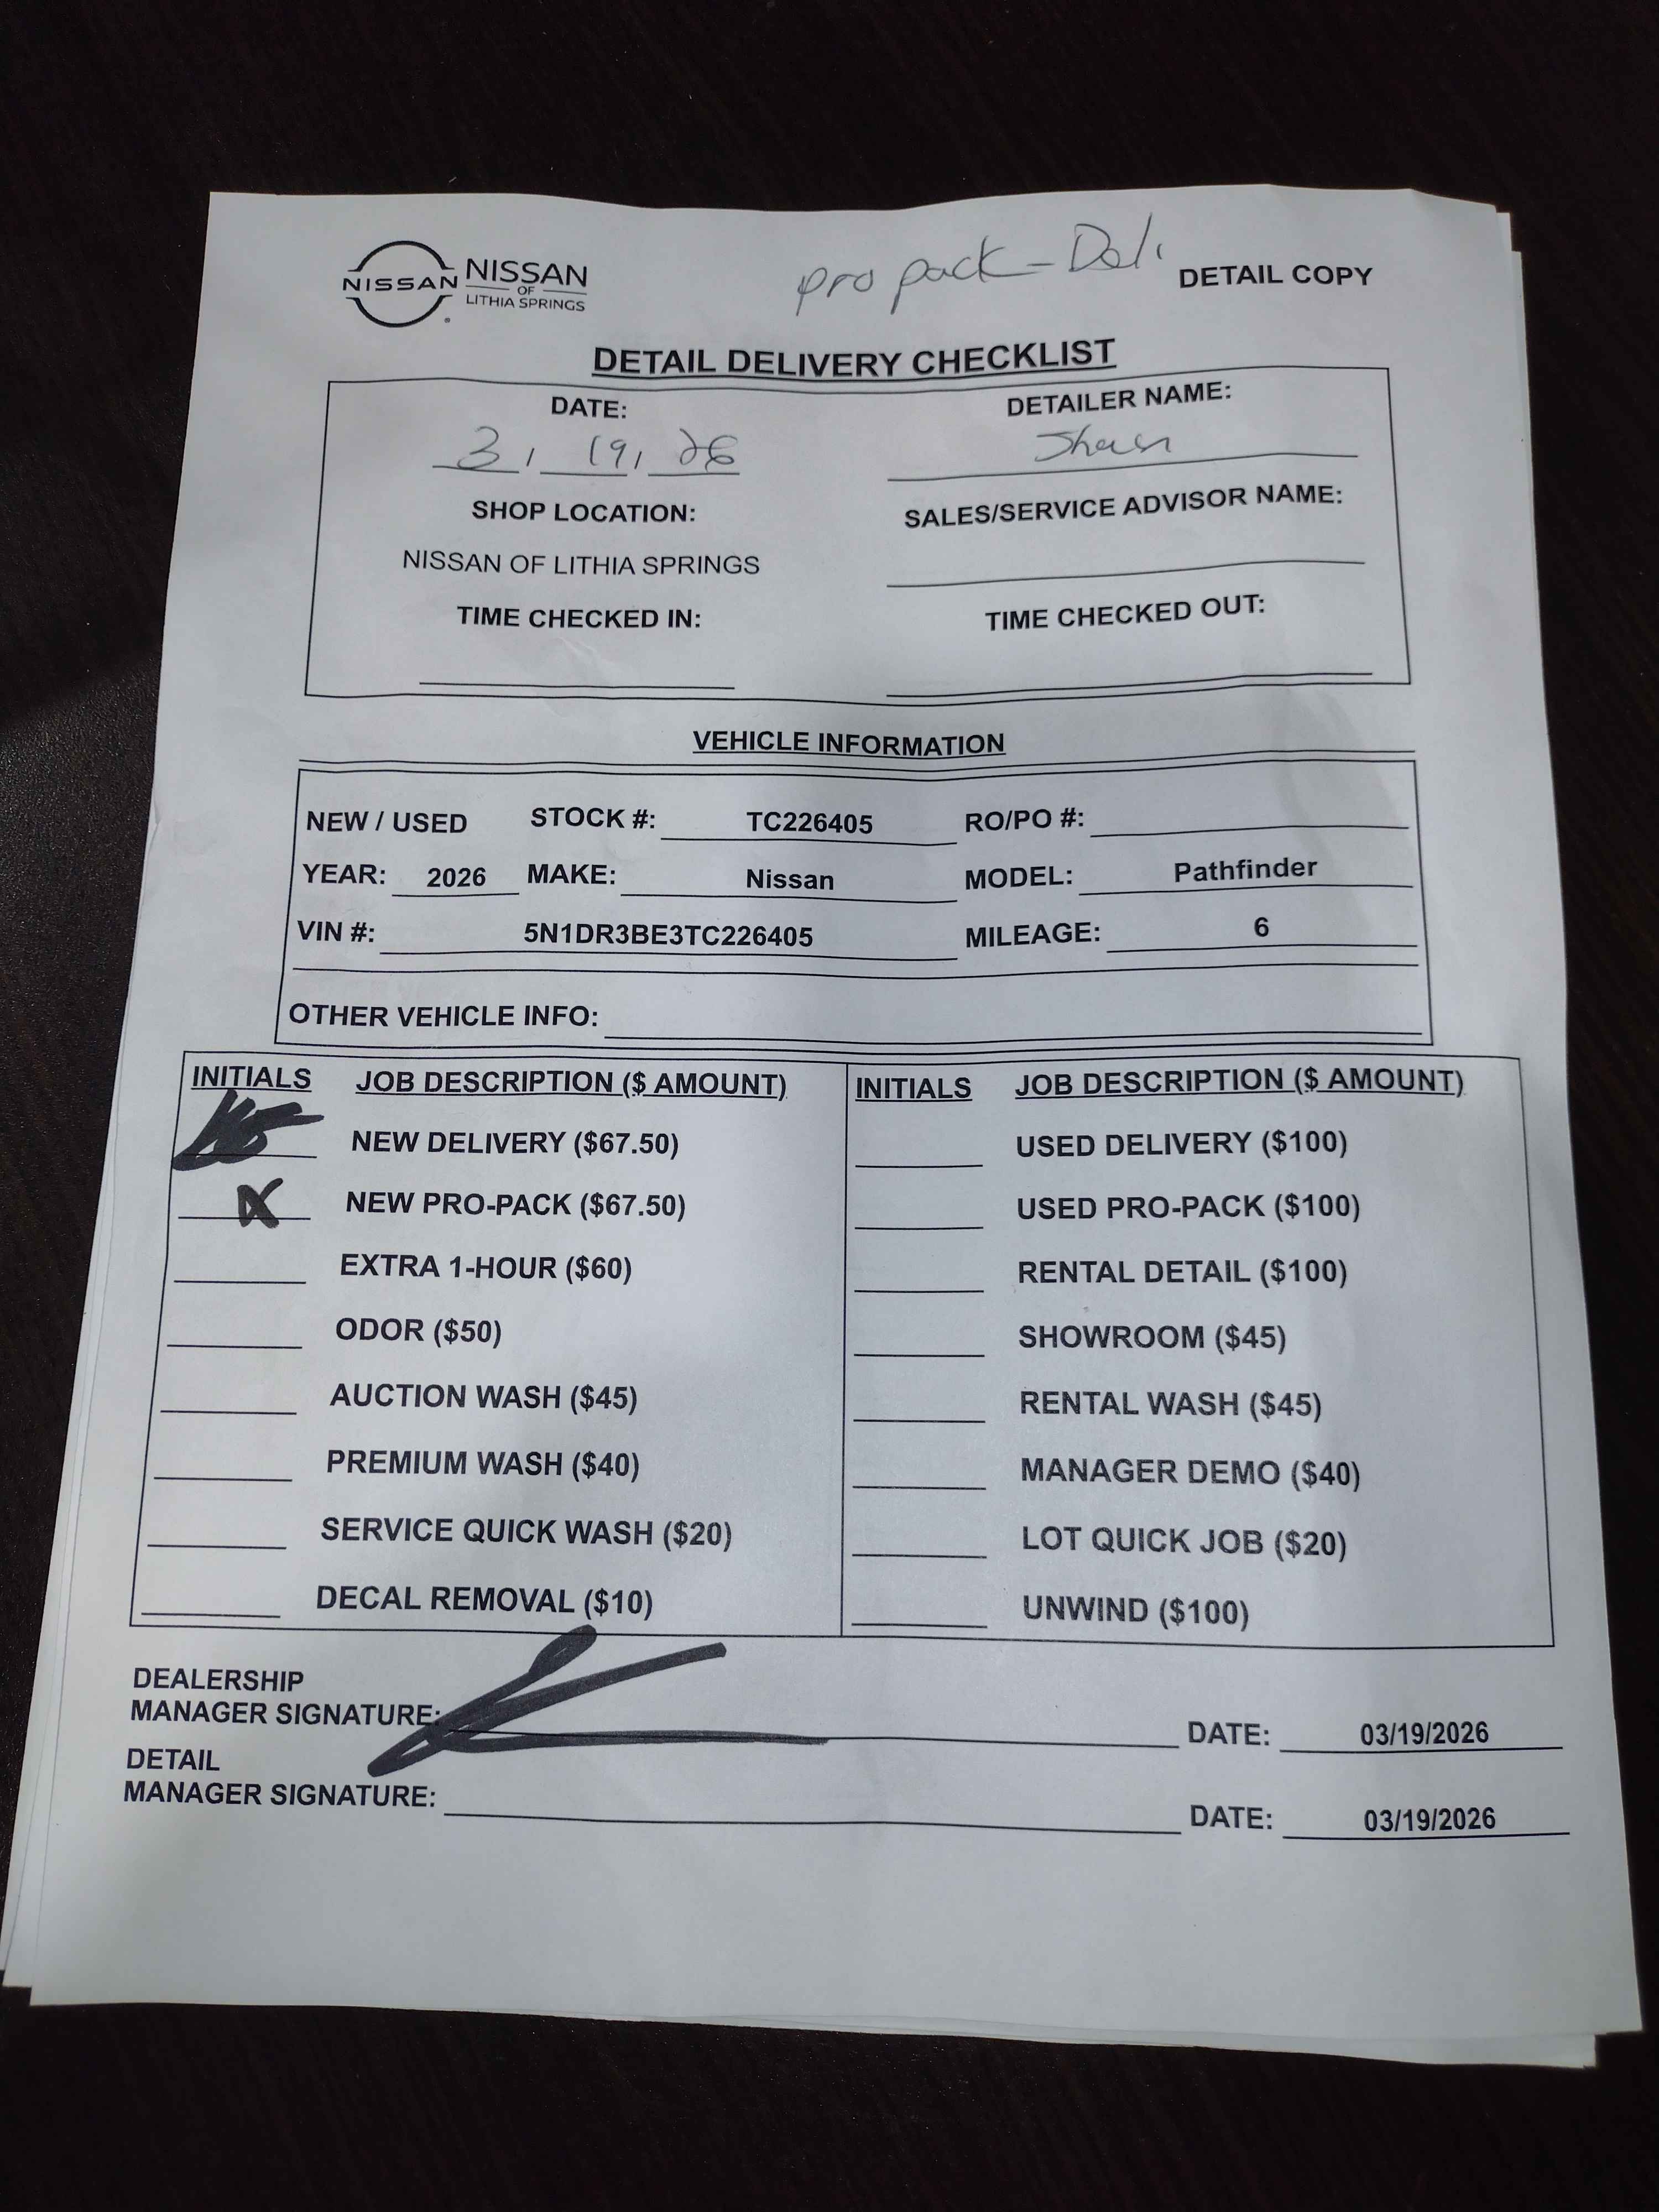 NISSAN NISSAN
OF
LITHIA SPRINGS
pro pack - Deli
DETAIL COPY
DETAIL DELIVERY CHECKLIST
DATE: DETAILER NAME:
3, 19, 26
SHOP LOCATION: SALES/SERVICE ADVISOR NAME:
NISSAN OF LITHIA SPRINGS
TIME CHECKED IN: TIME CHECKED OUT:
VEHICLE INFORMATION
NEW / USED STOCK #: TC226405 RO/PO #:
YEAR: 2026 MAKE: Nissan MODEL: Pathfinder
VIN #: 5N1DR3BE3TC226405 MILEAGE: 6
OTHER VEHICLE INFO:
INITIALS JOB DESCRIPTION ($ AMOUNT) INITIALS JOB DESCRIPTION ($ AMOUNT)
NEW DELIVERY ($67.50) USED DELIVERY ($100)
NEW PRO-PACK ($67.50) USED PRO-PACK ($100)
EXTRA 1-HOUR ($60) RENTAL DETAIL ($100)
ODOR ($50) SHOWROOM ($45)
AUCTION WASH ($45) RENTAL WASH ($45)
PREMIUM WASH ($40) MANAGER DEMO ($40)
SERVICE QUICK WASH ($20) LOT QUICK JOB ($20)
DECAL REMOVAL ($10) UNWIND ($100)
DEALERSHIP
MANAGER SIGNATURE: DATE: 03/19/2026
DETAIL
MANAGER SIGNATURE: DATE: 03/19/2026